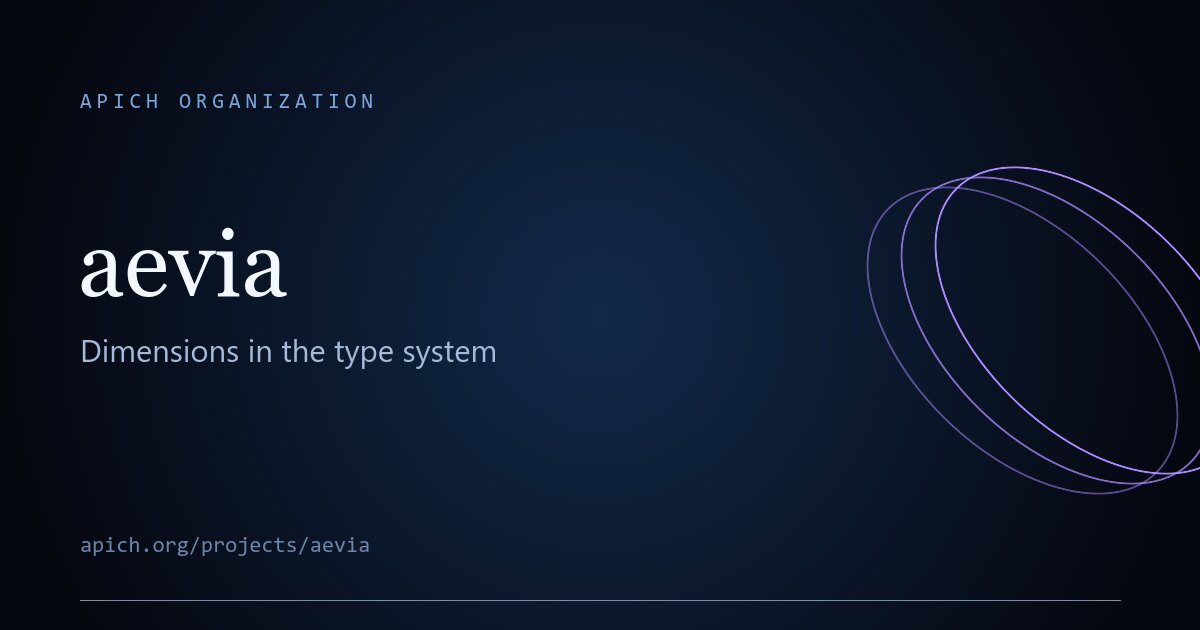 APICH ORGANIZATION
aevia
Dimensions in the type system
apich.org/projects/aevia